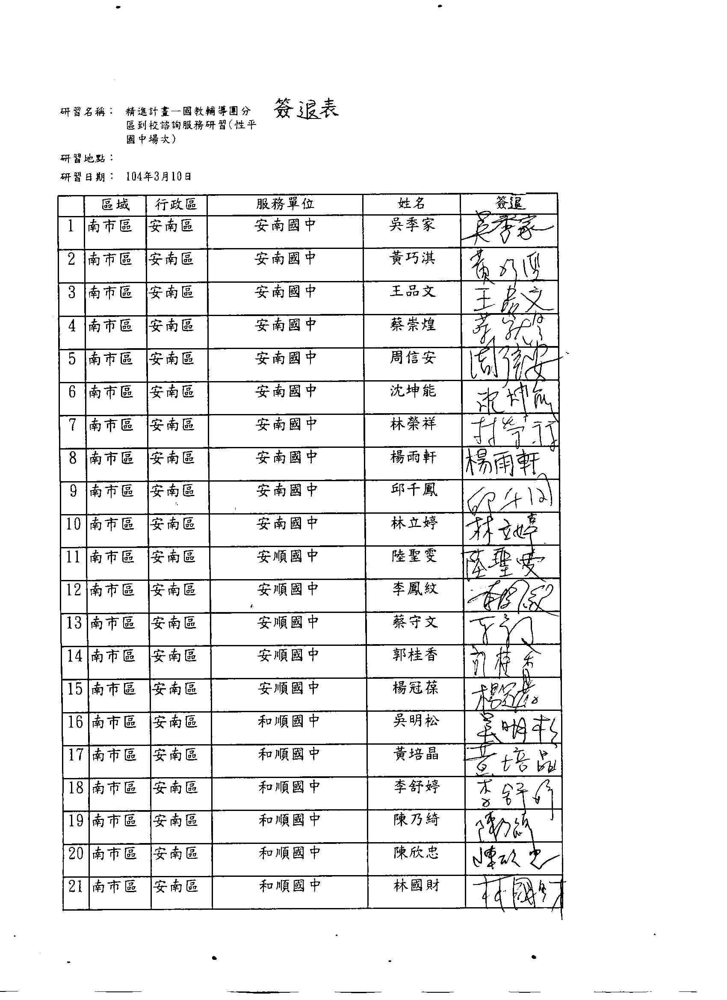 簽退表
研習名稱： 精進計畫—國教輔導團分
區到校諮詢服務研習(性平
國中場次)
研習地點：
研習日期： 104年3月10日
區域 行政區 服務單位 姓名 簽退
1 南市區 安南區 安南國中 吳季家 吳季家
2 南市區 安南區 安南國中 黃巧淇 黃巧淇
3 南市區 安南區 安南國中 王品文 王品文
4 南市區 安南區 安南國中 蔡崇煌
5 南市區 安南區 安南國中 周信安 周信安
6 南市區 安南區 安南國中 沈坤能 沈坤能
7 南市區 安南區 安南國中 林榮祥 林榮祥
8 南市區 安南區 安南國中 楊雨軒 楊雨軒
9 南市區 安南區 安南國中 邱千鳳 邱千鳳
10 南市區 安南區 安南國中 林立婷 林立婷
11 南市區 安南區 安順國中 陸聖雯 陸聖雯
12 南市區 安南區 安順國中 李鳳紋
13 南市區 安南區 安順國中 蔡守文
14 南市區 安南區 安順國中 郭桂香 郭桂香
15 南市區 安南區 安順國中 楊冠葆 楊冠葆
16 南市區 安南區 和順國中 吳明松 吳明松
17 南市區 安南區 和順國中 黃培晶 黃培晶
18 南市區 安南區 和順國中 李舒婷 李舒婷
19 南市區 安南區 和順國中 陳乃綺 陳乃綺
20 南市區 安南區 和順國中 陳欣忠 陳欣忠
21 南市區 安南區 和順國中 林國財 林國財